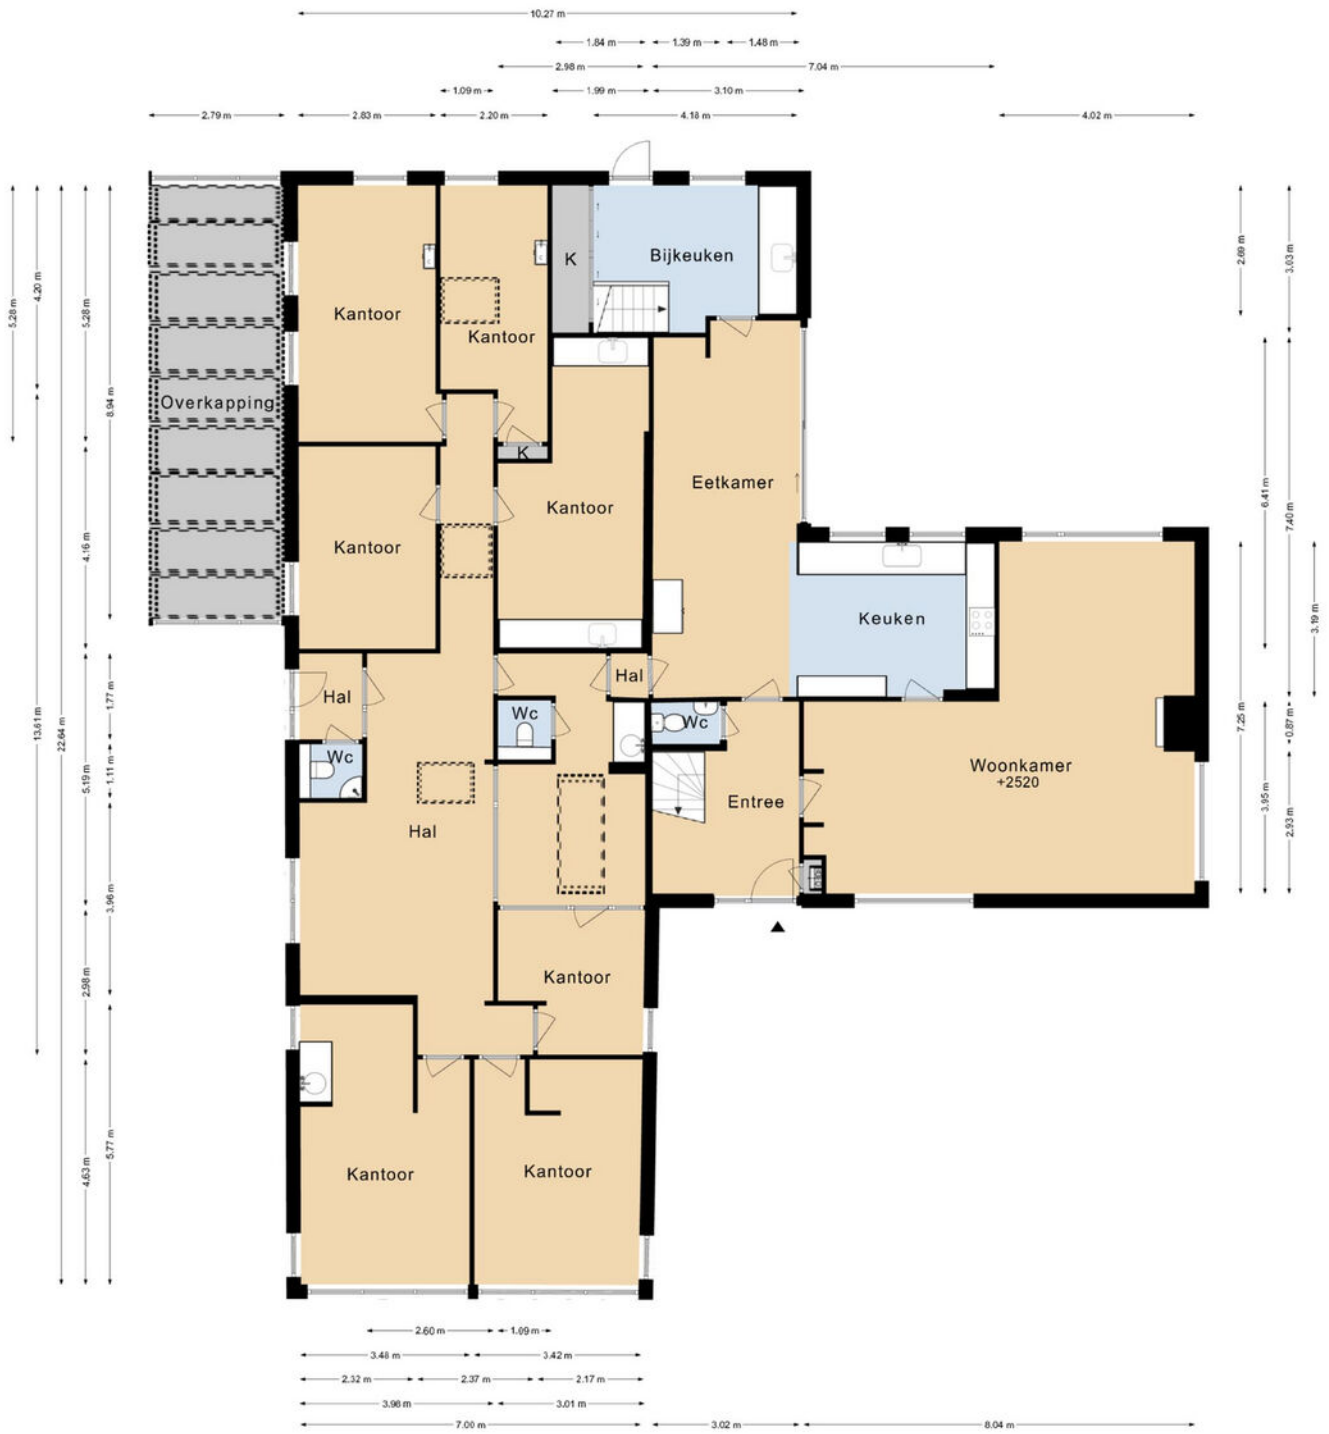 10.27 m
1.84 m
1.39 m
1.48 m
2.98 m
7.04 m
1.09 m
1.99 m
3.10 m
2.79 m
2.83 m
2.20 m
4.18 m
4.02 m
5.28 m
4.20 m
13.61 m
22.64 m
5.28 m
4.16 m
5.19 m
2.98 m
4.63 m
8.94 m
1.77 m
1.11 m
3.96 m
5.77 m
Overkapping
Kantoor
Kantoor
K
Bijkeuken
K
Kantoor
Kantoor
Eetkamer
Keuken
Hal
Hal
Wc
Wc
Wc
Hal
Entree
Woonkamer
+2520
Kantoor
Kantoor
Kantoor
2.69 m
3.03 m
6.41 m
7.40 m
7.25 m
3.19 m
0.87 m
3.95 m
2.93 m
2.60 m
1.09 m
3.48 m
3.42 m
2.32 m
2.37 m
2.17 m
3.98 m
3.01 m
7.00 m
3.02 m
8.04 m